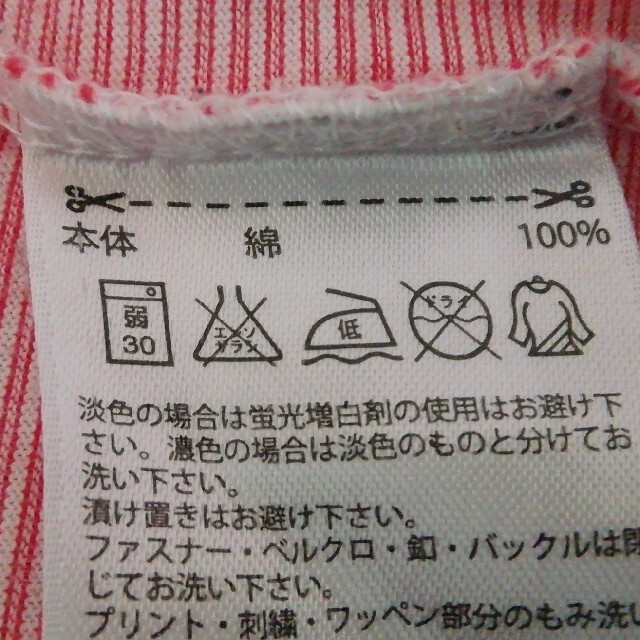 本体 綿 100%
弱 30 エンソサラシ 低 ドライ
淡色の場合は蛍光増白剤の使用はお避け下
さい。濃色の場合は淡色のものと分けてお
洗い下さい。
漬け置きはお避け下さい。
ファスナー・ベルクロ・釦・バックルは閉
じてお洗い下さい。
プリント・刺繍・ワッペン部分のもみ洗い